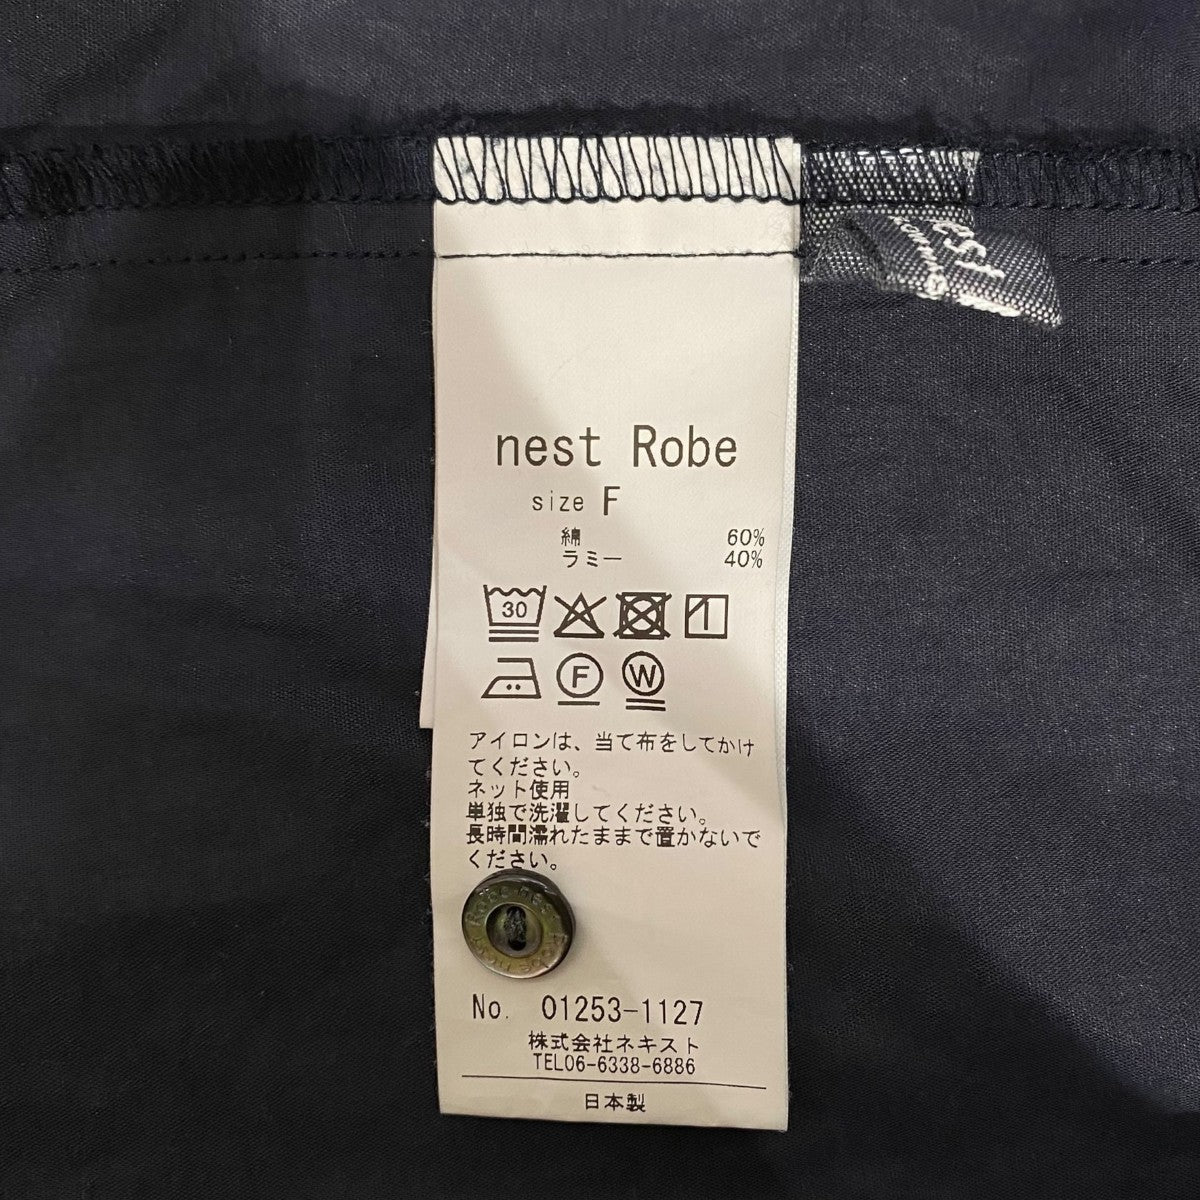 nest Robe
size F
綿 60%
ラミー 40%
30
F W
アイロンは、当て布をしてかけ
てください。
ネット使用
単独で洗濯してください。
長時間濡れたままで置かないで
ください。
No. 01253-1127
株式会社ネキスト
TEL06-6338-6886
日本製